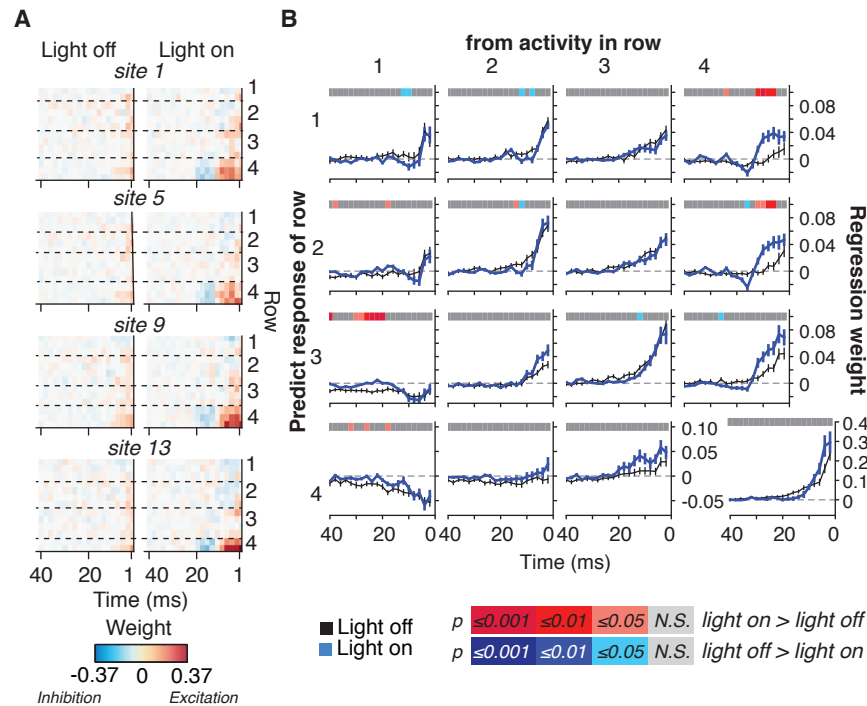 A
Light off Light on
site 1
1
2
3
4
site 5
1
2
3
4
site 9
1
2
3
4
site 13
1
2
3
4
Row
40 20 1 40 20 1
Time (ms)
Weight
-0.37 0 0.37
Inhibition Excitation
B
from activity in row
1 2 3 4
Predict response of row
1
2
3
4
0.08
0.04
0
0.08
0.04
0
0.08
0.04
0
0.10
0.05
0
-0.05
0.4
0.3
0.2
0.1
0
Regression weight
40 20 0 40 20 0 40 20 0 40 20 0
Time (ms)
Light off
Light on
p ≤0.001 ≤0.01 ≤0.05 N.S. light on > light off
p ≤0.001 ≤0.01 ≤0.05 N.S. light off > light on